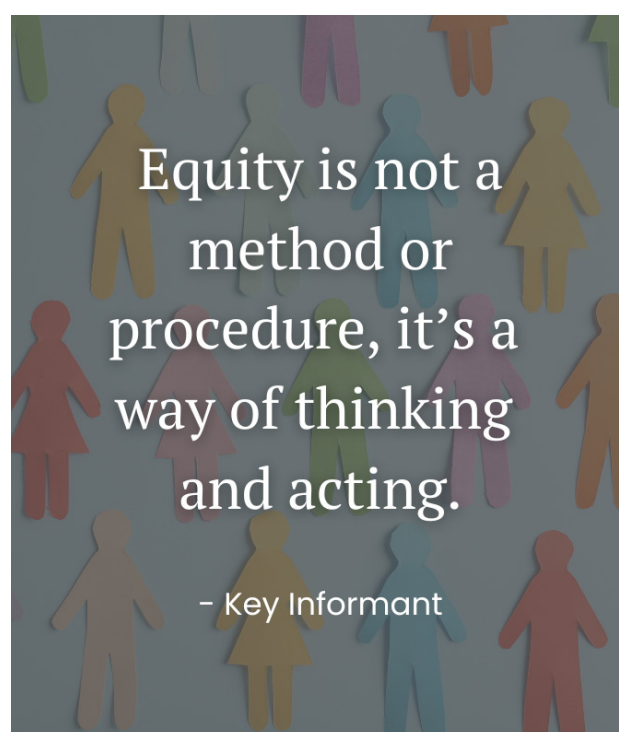 Equity is not a
method or
procedure, it’s a
way of thinking
and acting.
- Key Informant